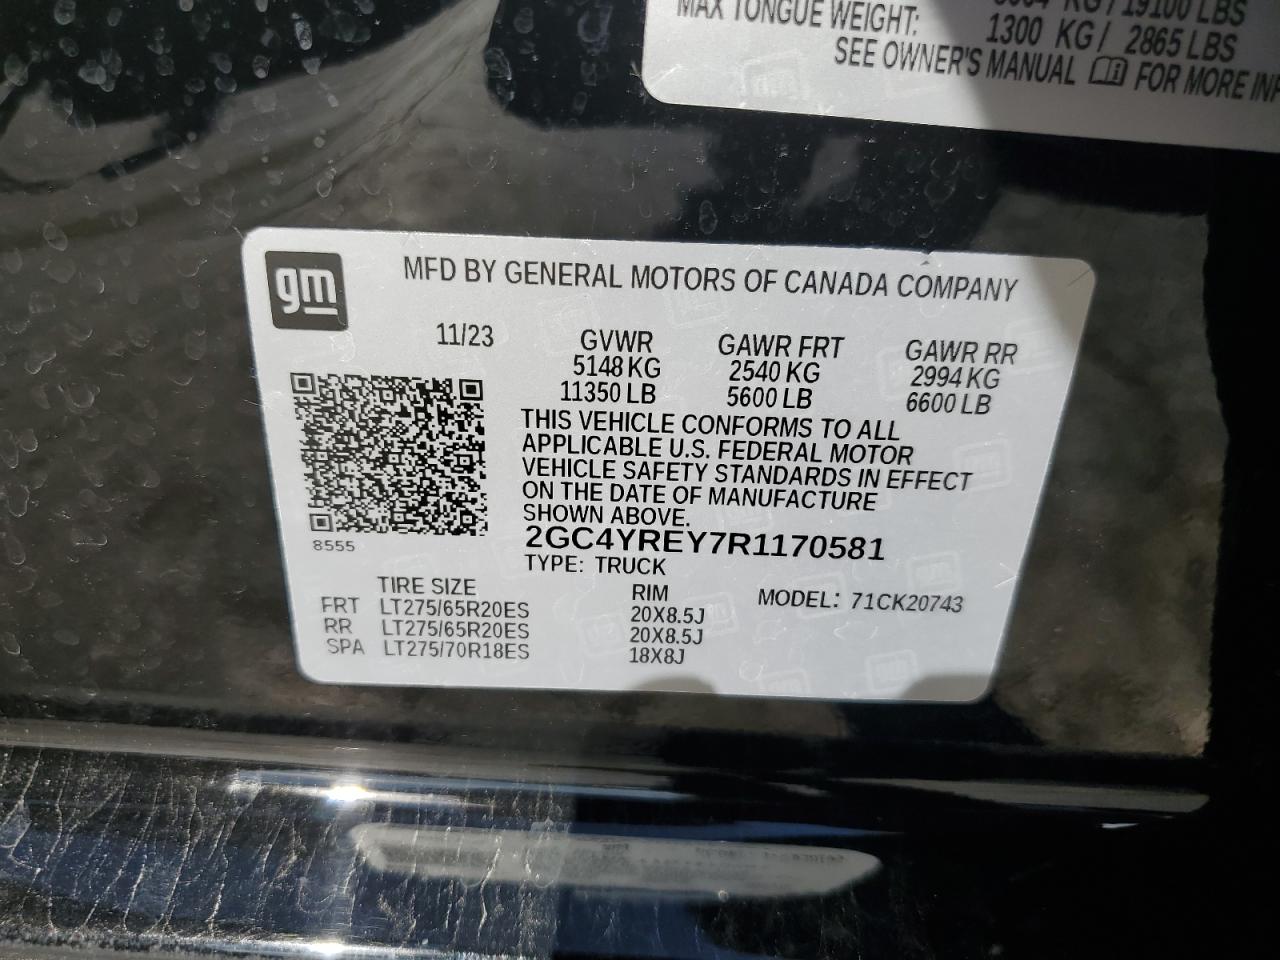 KG / 19100 LBS
MAX TONGUE WEIGHT: 1300 KG / 2865 LBS
SEE OWNER'S MANUAL FOR MORE
gm
MFD BY GENERAL MOTORS OF CANADA COMPANY
11/23 GVWR GAWR FRT GAWR RR
5148 KG 2540 KG 2994 KG
11350 LB 5600 LB 6600 LB
THIS VEHICLE CONFORMS TO ALL
APPLICABLE U.S. FEDERAL MOTOR
VEHICLE SAFETY STANDARDS IN EFFECT
ON THE DATE OF MANUFACTURE
SHOWN ABOVE.
8555
2GC4YREY7R1170581
TYPE: TRUCK
TIRE SIZE RIM MODEL: 71CK20743
FRT LT275/65R20ES 20X8.5J
RR LT275/65R20ES 20X8.5J
SPA LT275/70R18ES 18X8J